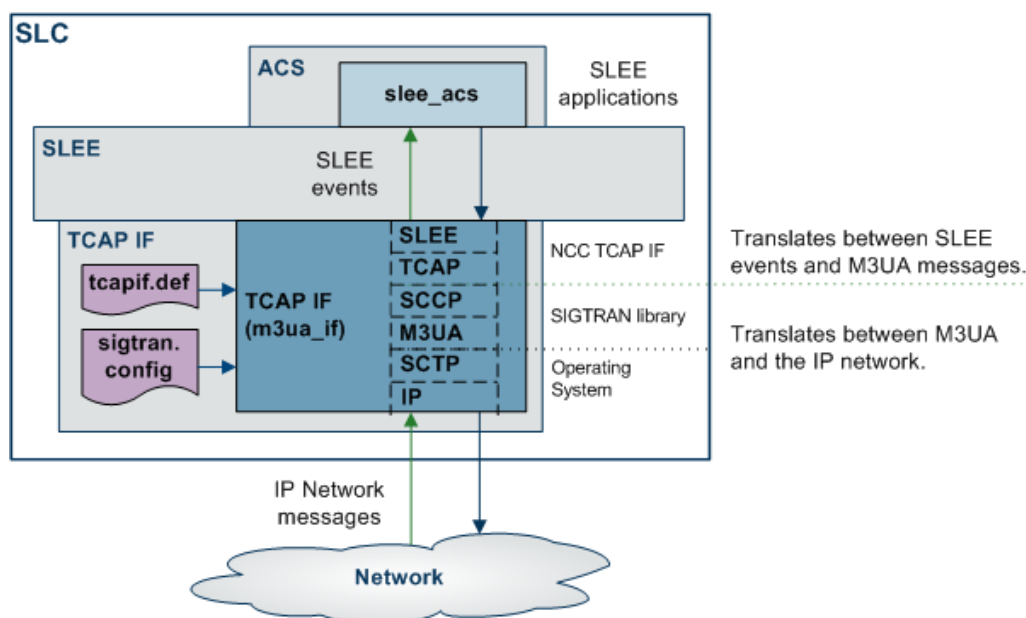 SLC
ACS
slee_acs
SLEE
applications
SLEE
SLEE
events
TCAP IF
tcapif.def
sigtran.
config
TCAP IF
(m3ua_if)
SLEE
TCAP
SCCP
M3UA
SCTP
IP
NCC TCAP IF
SIGTRAN library
Operating
System
Translates between SLEE
events and M3UA messages.
Translates between M3UA
and the IP network.
IP Network
messages
Network